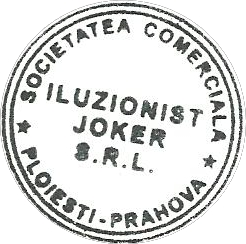 SOCIETATEA COMERCIALA
ILUZIONIST
JOKER
S.R.L.
★ PLOIESTI-PRAHOVA ★